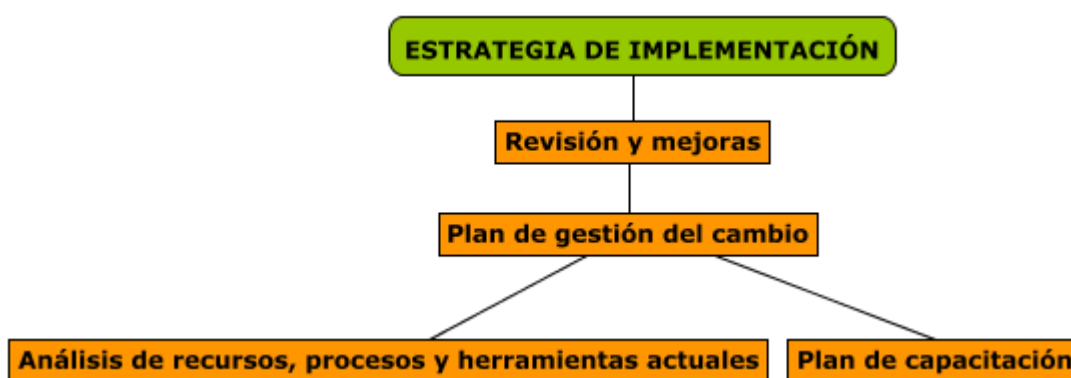 ESTRATEGIA DE IMPLEMENTACIÓN
Revisión y mejoras
Plan de gestión del cambio
Análisis de recursos, procesos y herramientas actuales
Plan de capacitación